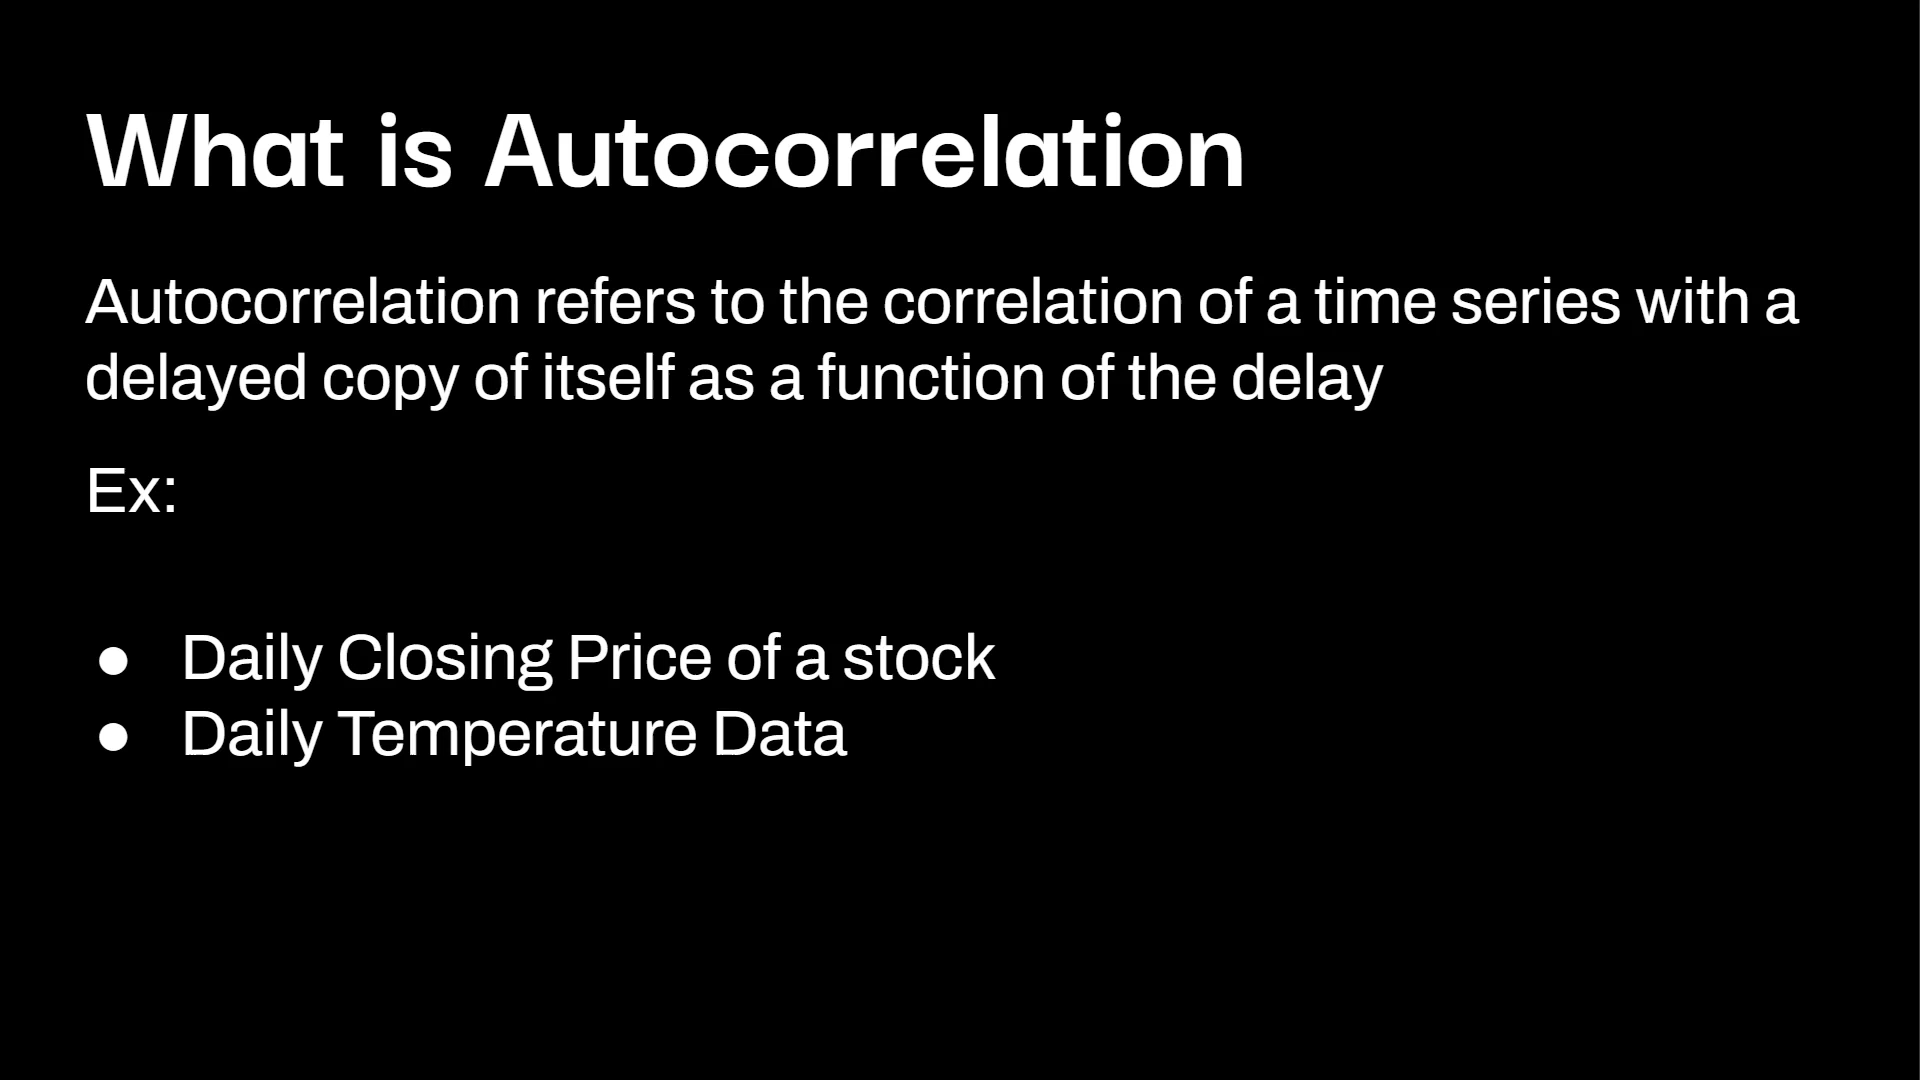 What is Autocorrelation
Autocorrelation refers to the correlation of a time series with a
delayed copy of itself as a function of the delay
Ex:
● Daily Closing Price of a stock
● Daily Temperature Data